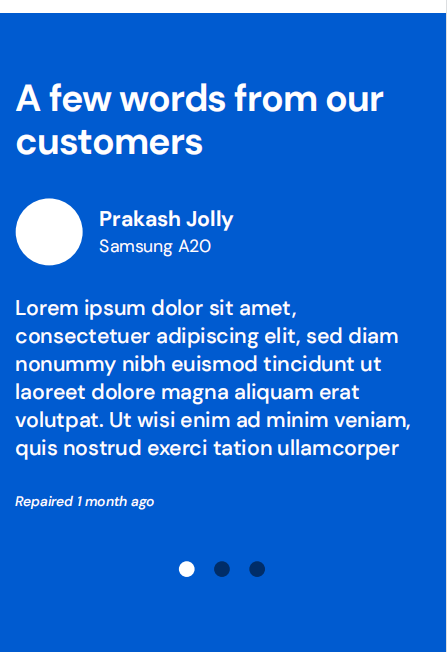 A few words from our
customers
Prakash Jolly
Samsung A20
Lorem ipsum dolor sit amet,
consectetuer adipiscing elit, sed diam
nonummy nibh euismod tincidunt ut
laoreet dolore magna aliquam erat
volutpat. Ut wisi enim ad minim veniam,
quis nostrud exerci tation ullamcorper
Repaired 1 month ago